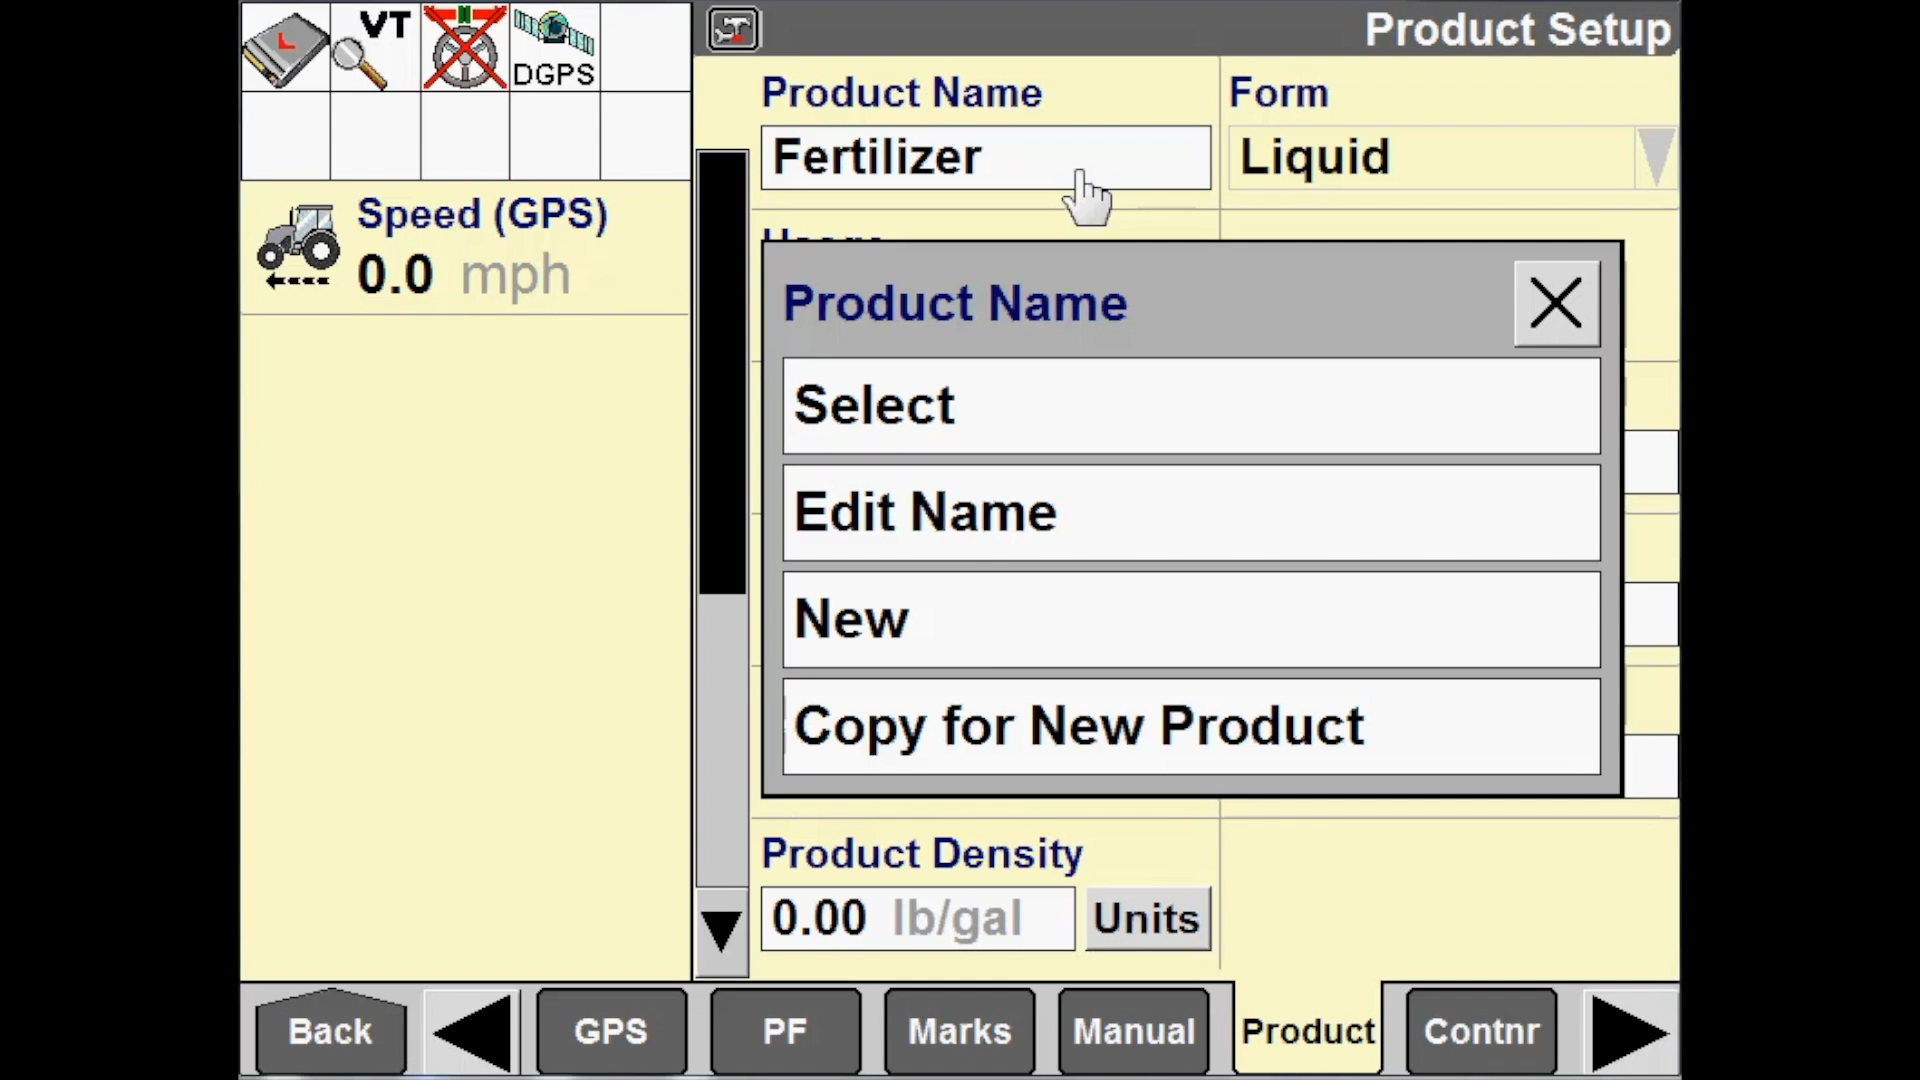 VT
DGPS
Speed (GPS)
0.0 mph
Product Setup
Product Name
Form
Fertilizer
Liquid
Product Name
Select
Edit Name
New
Copy for New Product
Product Density
0.00 lb/gal
Units
Back
GPS
PF
Marks
Manual
Product
Contnr